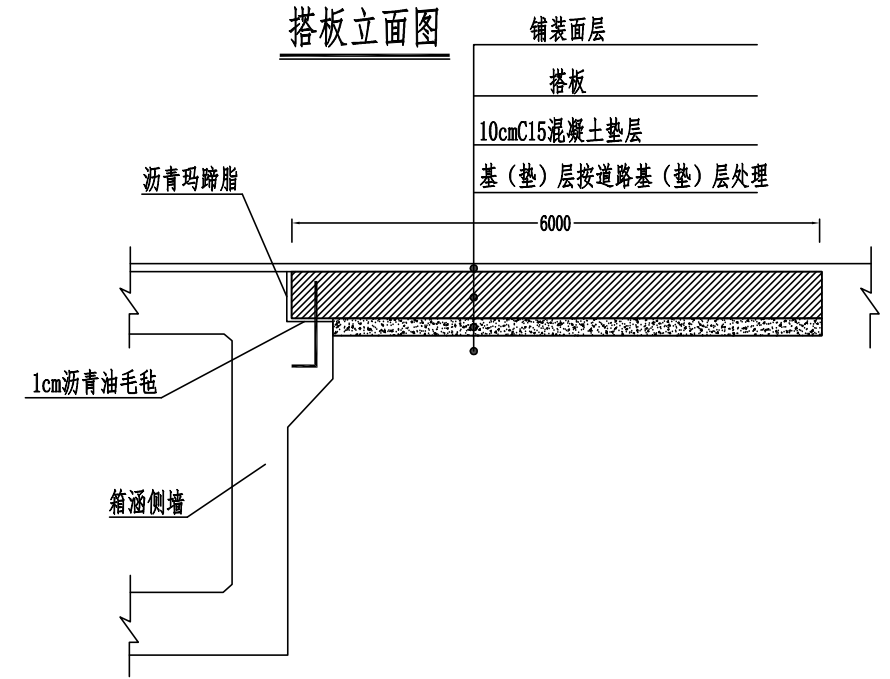 搭板立面图
铺装面层
搭板
10cmC15混凝土垫层
基（垫）层按道路基（垫）层处理
沥青玛蹄脂
6000
1cm沥青油毛毡
箱涵侧墙